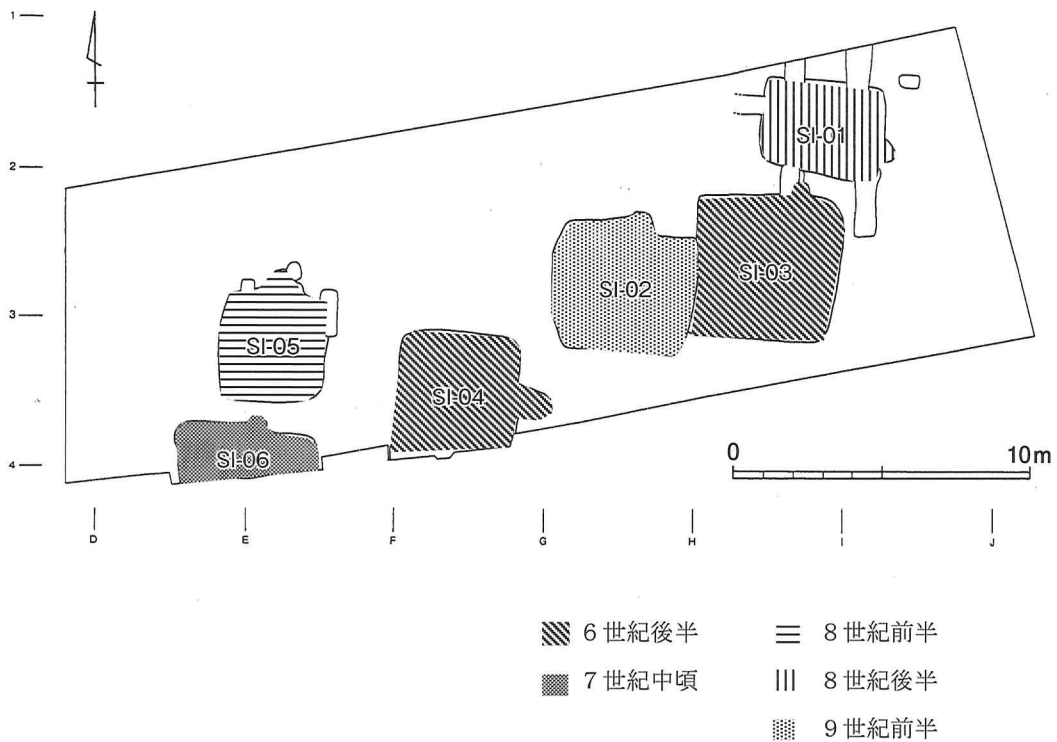 1
SI-01
2
SI-03
SI-02
3
SI-05
SI-04
SI-06
4
0 10m
D E F G H I J
6世紀後半 8世紀前半
7世紀中頃 8世紀後半
9世紀前半